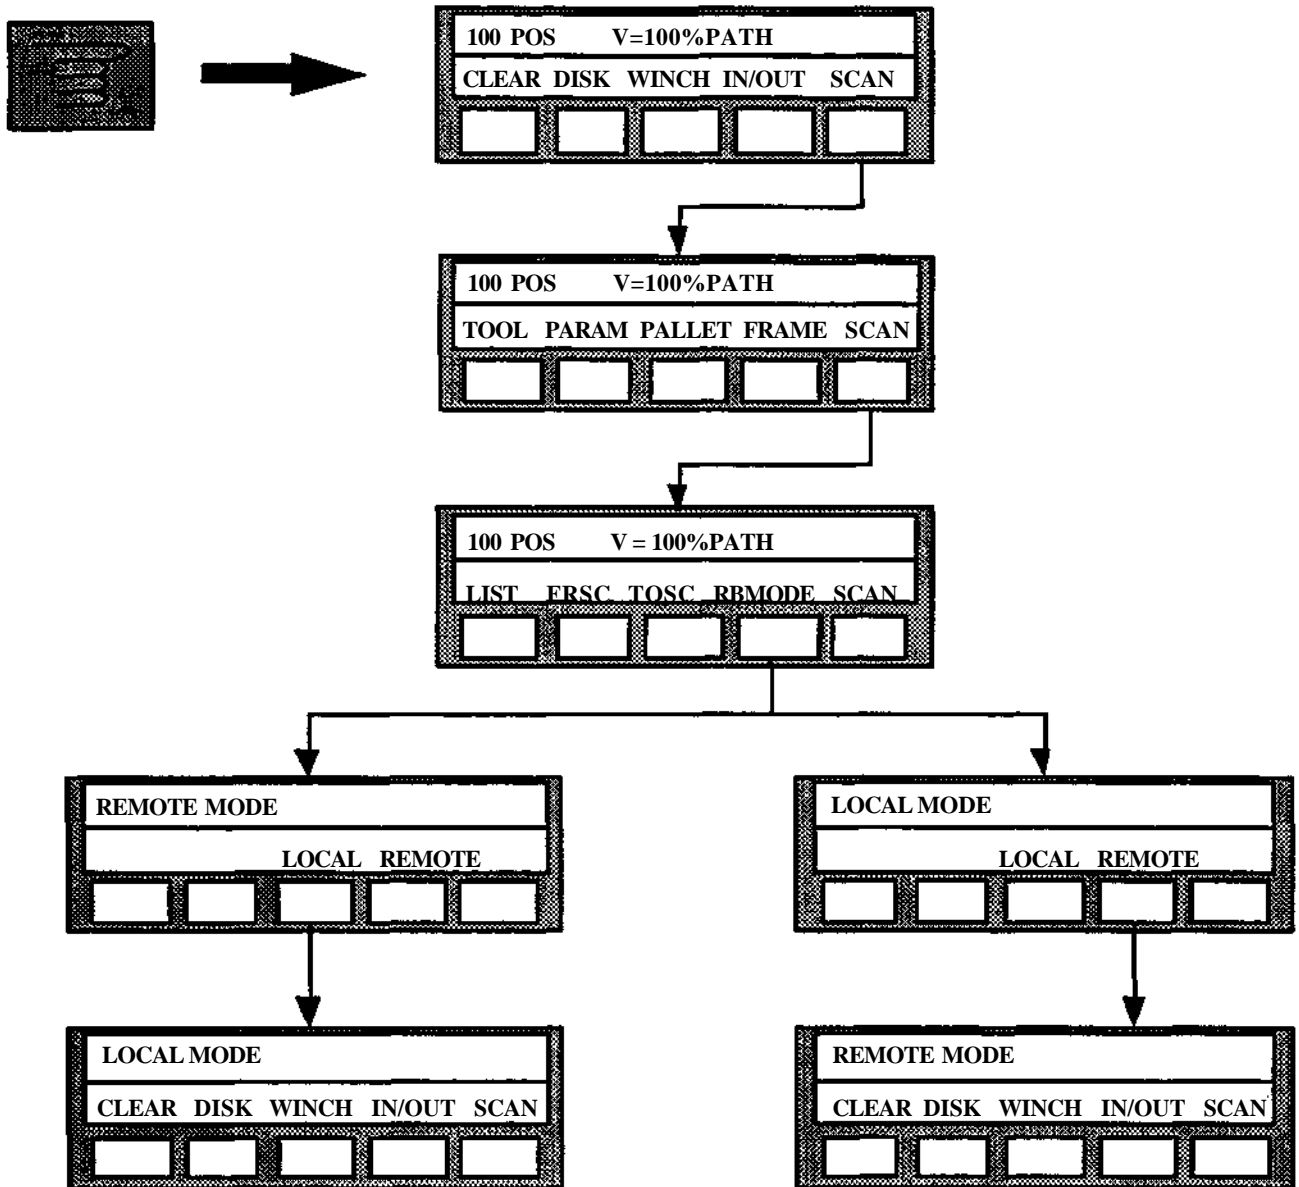 100 POS V=100%PATH
CLEAR DISK WINCH IN/OUT SCAN
100 POS V=100%PATH
TOOL PARAM PALLET FRAME SCAN
100 POS V = 100%PATH
LIST FRSC TOSC RBMODE SCAN
REMOTE MODE
LOCAL REMOTE
LOCAL MODE
LOCAL REMOTE
LOCAL MODE
CLEAR DISK WINCH IN/OUT SCAN
REMOTE MODE
CLEAR DISK WINCH IN/OUT SCAN